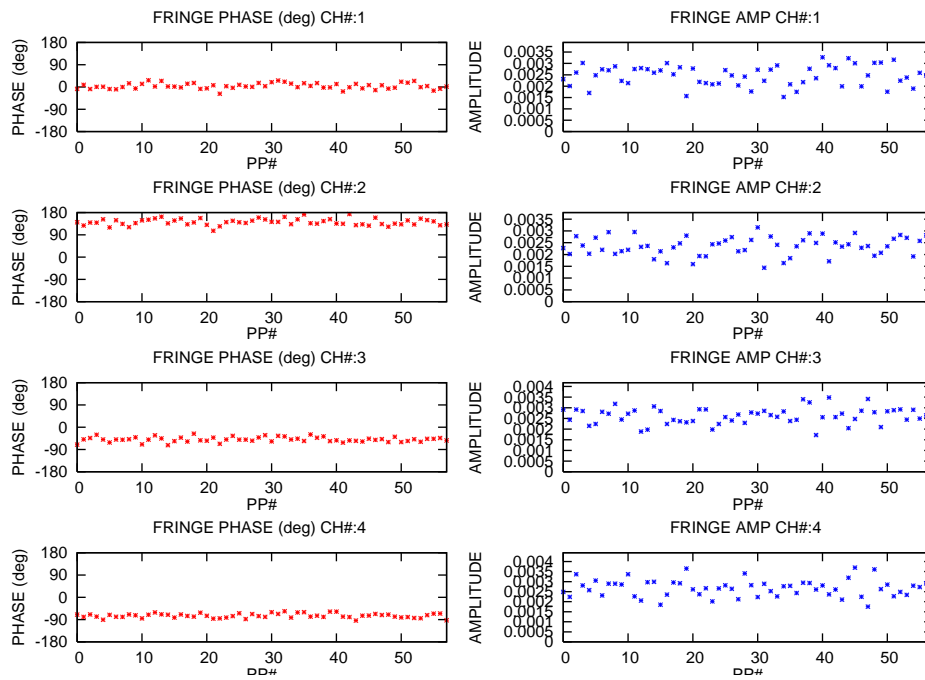 FRINGE PHASE (deg) CH#:1
PHASE (deg)
180
90
0
-90
-180
0 10 20 30 40 50
PP#
FRINGE AMP CH#:1
AMPLITUDE
0.0035
0.003
0.0025
0.002
0.0015
0.001
0.0005
0
0 10 20 30 40 50
PP#
FRINGE PHASE (deg) CH#:2
PHASE (deg)
180
90
0
-90
-180
0 10 20 30 40 50
PP#
FRINGE AMP CH#:2
AMPLITUDE
0.0035
0.003
0.0025
0.002
0.0015
0.001
0.0005
0
0 10 20 30 40 50
PP#
FRINGE PHASE (deg) CH#:3
PHASE (deg)
180
90
0
-90
-180
0 10 20 30 40 50
PP#
FRINGE AMP CH#:3
AMPLITUDE
0.004
0.0035
0.003
0.0025
0.002
0.0015
0.001
0.0005
0
0 10 20 30 40 50
PP#
FRINGE PHASE (deg) CH#:4
PHASE (deg)
180
90
0
-90
-180
0 10 20 30 40 50
PP#
FRINGE AMP CH#:4
AMPLITUDE
0.004
0.0035
0.003
0.0025
0.002
0.0015
0.001
0.0005
0
0 10 20 30 40 50
PP#